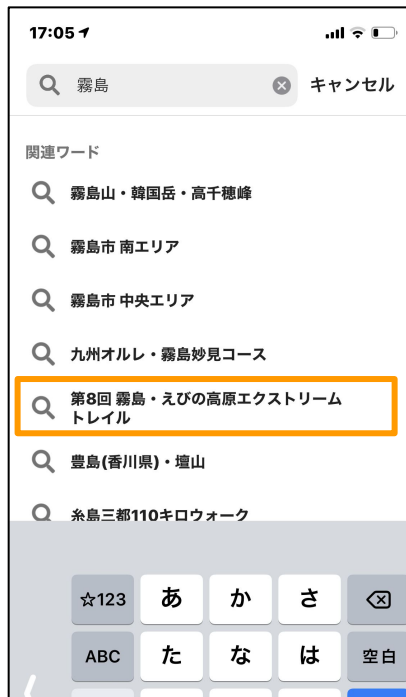 17:05
霧島
キャンセル
関連ワード
霧島山・韓国岳・高千穂峰
霧島市 南エリア
霧島市 中央エリア
九州オルレ・霧島妙見コース
第8回 霧島・えびの高原エクストリーム
トレイル
豊島(香川県)・壇山
糸島三都110キロウォーク
☆123 あ か さ
ABC た な は 空白